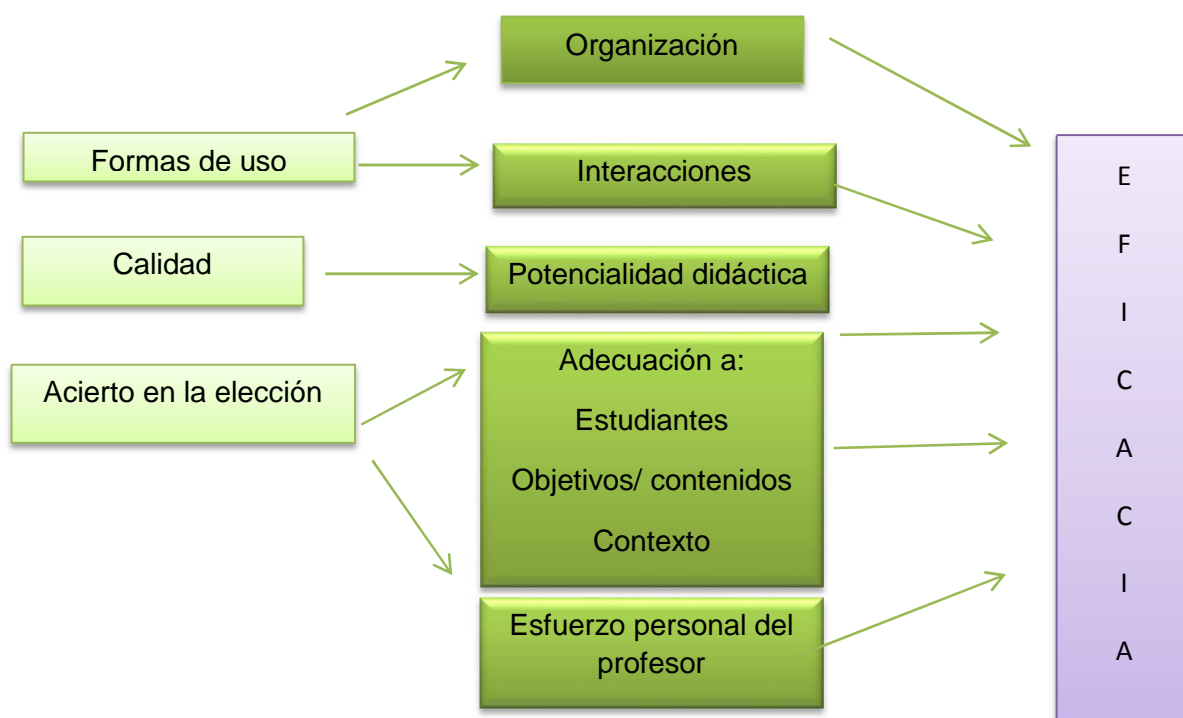 Organización
Formas de uso
Interacciones
Calidad
Potencialidad didáctica
Acierto en la elección
Adecuación a:
Estudiantes
Objetivos/ contenidos
Contexto
Esfuerzo personal del
profesor
E
F
I
C
A
C
I
A